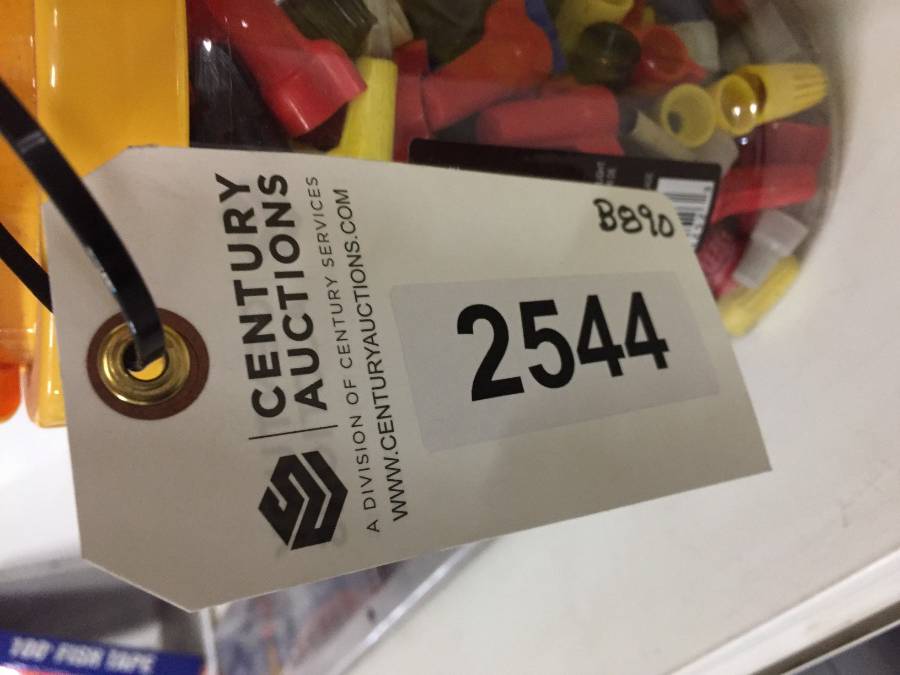 CENTURY
AUCTIONS
A DIVISION OF CENTURY SERVICES
WWW.CENTURYAUCTIONS.COM
B890
2544
100' FISH TAPE